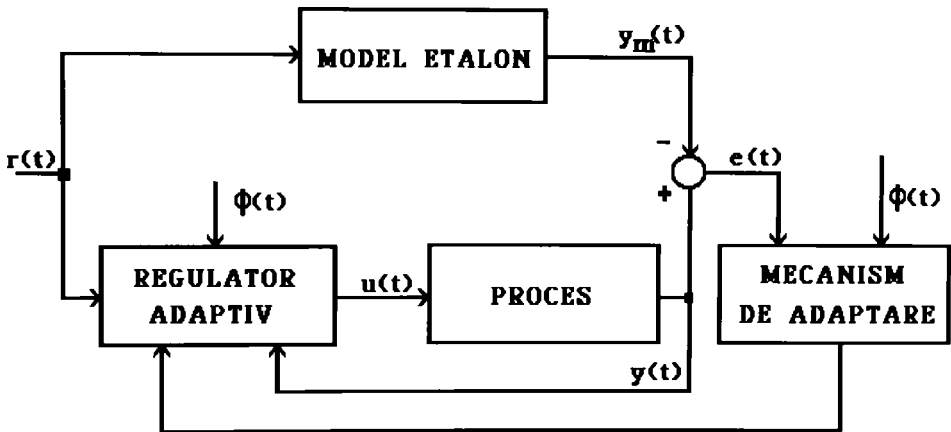 MODEL ETALON
y_m(t)
r(t)
-
+
e(t)
ϕ(t)
ϕ(t)
REGULATOR
ADAPTIV
u(t)
PROCES
MECANISM
DE ADAPTARE
y(t)